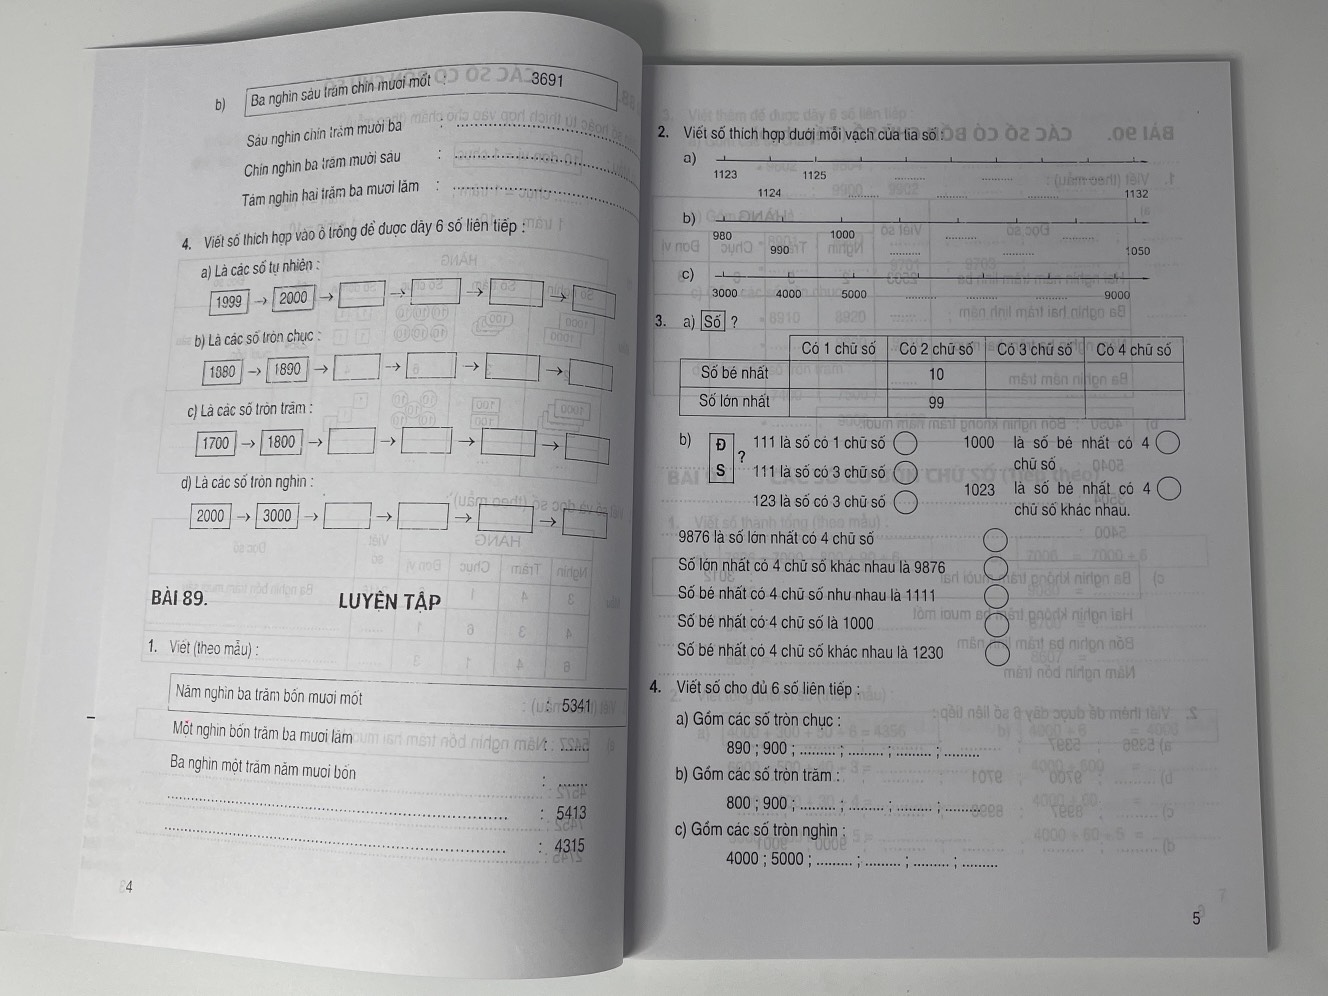 b) Ba nghìn sáu trăm chín mươi mốt : 3691
Sáu nghìn chín trăm mười ba : ........................
Chín nghìn ba trăm mười sáu : ........................
Tám nghìn hai trăm ba mươi lăm : ........................
4. Viết số thích hợp vào ô trống để được dãy 6 số liên tiếp :
a) Là các số tự nhiên :
1999 → 2000 → → → →
b) Là các số tròn chục :
1880 → 1890 → → → →
c) Là các số tròn trăm :
1700 → 1800 → → → →
d) Là các số tròn nghìn :
2000 → 3000 → → → →
BÀI 89. LUYỆN TẬP
1. Viết (theo mẫu) :
Năm nghìn ba trăm bốn mươi mốt : 5341
Một nghìn bốn trăm ba mươi lăm : ......
Ba nghìn một trăm năm mươi bốn : ......
........................ : 5413
........................ : 4315
4
2. Viết số thích hợp dưới mỗi vạch của tia số :
a)
1123 1125 ......... .........
1124 ......... ......... ......... 1132
b)
980 1000 ......... ......... .........
990 ......... ......... 1050
c)
3000 4000 5000 ......... ......... ......... 9000
3. a) Số ?
Có 1 chữ số Có 2 chữ số Có 3 chữ số Có 4 chữ số
Số bé nhất 10
Số lớn nhất 99
b) Đ S ?
111 là số có 1 chữ số
111 là số có 3 chữ số
123 là số có 3 chữ số
1000 là số bé nhất có 4
chữ số
1023 là số bé nhất có 4
chữ số khác nhau.
9876 là số lớn nhất có 4 chữ số
Số lớn nhất có 4 chữ số khác nhau là 9876
Số bé nhất có 4 chữ số như nhau là 1111
Số bé nhất có 4 chữ số là 1000
Số bé nhất có 4 chữ số khác nhau là 1230
4. Viết số cho đủ 6 số liên tiếp :
a) Gồm các số tròn chục :
890 ; 900 ; ......... ; ......... ; ......... ; .........
b) Gồm các số tròn trăm :
800 ; 900 ; ......... ; ......... ; ......... ; .........
c) Gồm các số tròn nghìn :
4000 ; 5000 ; ......... ; ......... ; ......... ; .........
5